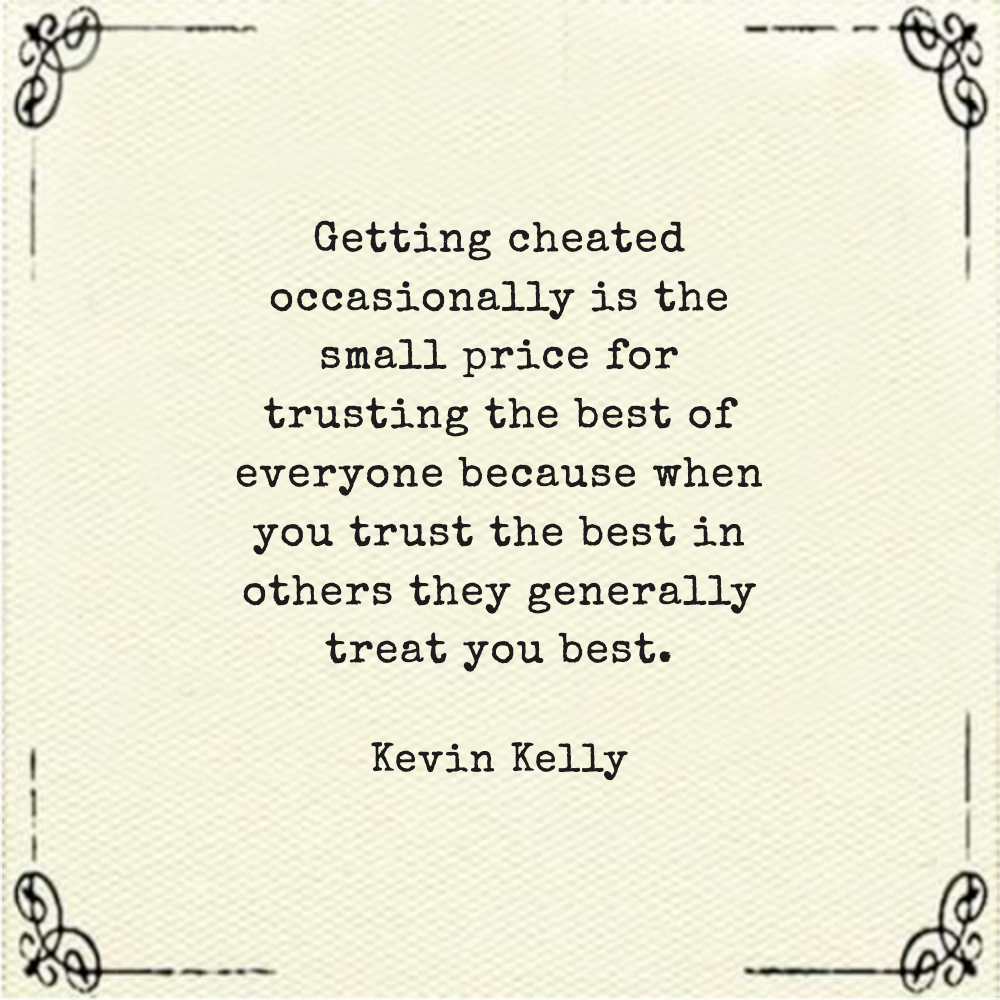 Getting cheated
occasionally is the
small price for
trusting the best of
everyone because when
you trust the best in
others they generally
treat you best.
Kevin Kelly